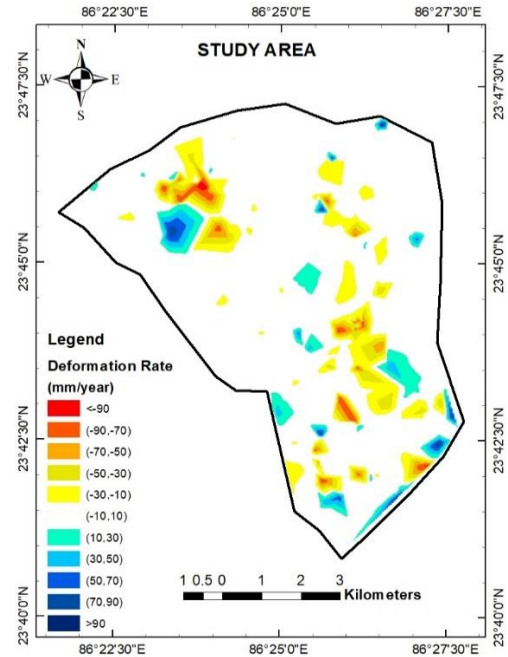 86°22'30"E 86°25'0"E 86°27'30"E
STUDY AREA
N
W E
S
23°47'30"N 23°47'30"N
23°45'0"N 23°45'0"N
23°42'30"N 23°42'30"N
23°40'0"N 23°40'0"N
Legend
Deformation Rate
(mm/year)
<-90
(-90,-70)
(-70,-50)
(-50,-30)
(-30,-10)
(-10,10)
(10,30)
(30,50)
(50,70)
(70,90)
>90
1 0.5 0 1 2 3
Kilometers
86°22'30"E 86°25'0"E 86°27'30"E